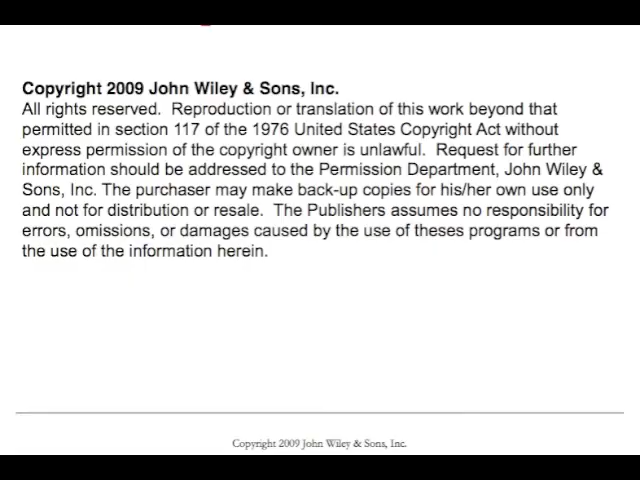 Copyright 2009 John Wiley & Sons, Inc.
All rights reserved.  Reproduction or translation of this work beyond that
permitted in section 117 of the 1976 United States Copyright Act without
express permission of the copyright owner is unlawful.  Request for further
information should be addressed to the Permission Department, John Wiley &
Sons, Inc. The purchaser may make back-up copies for his/her own use only
and not for distribution or resale.  The Publishers assumes no responsibility for
errors, omissions, or damages caused by the use of theses programs or from
the use of the information herein.
Copyright 2009 John Wiley & Sons, Inc.